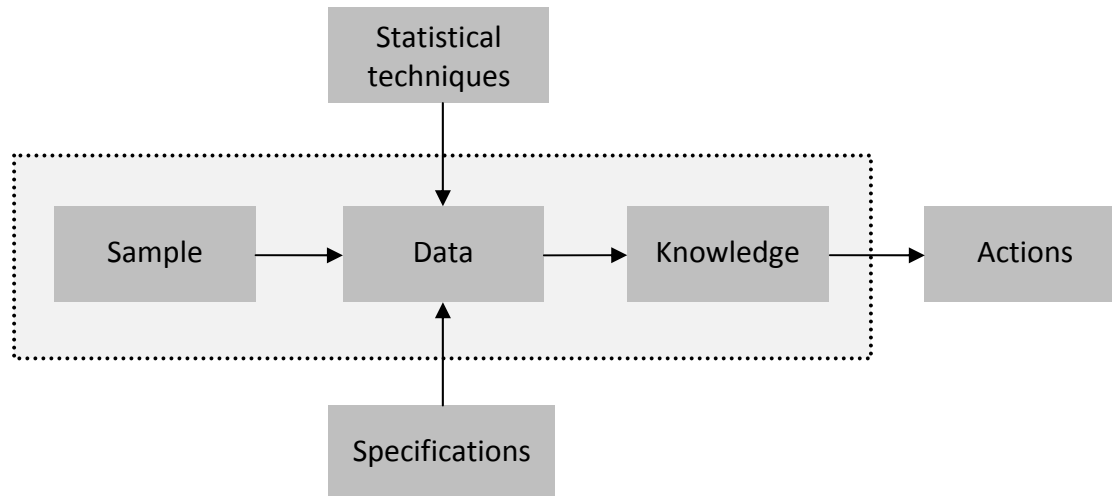 Statistical
techniques
Sample
Data
Knowledge
Actions
Specifications